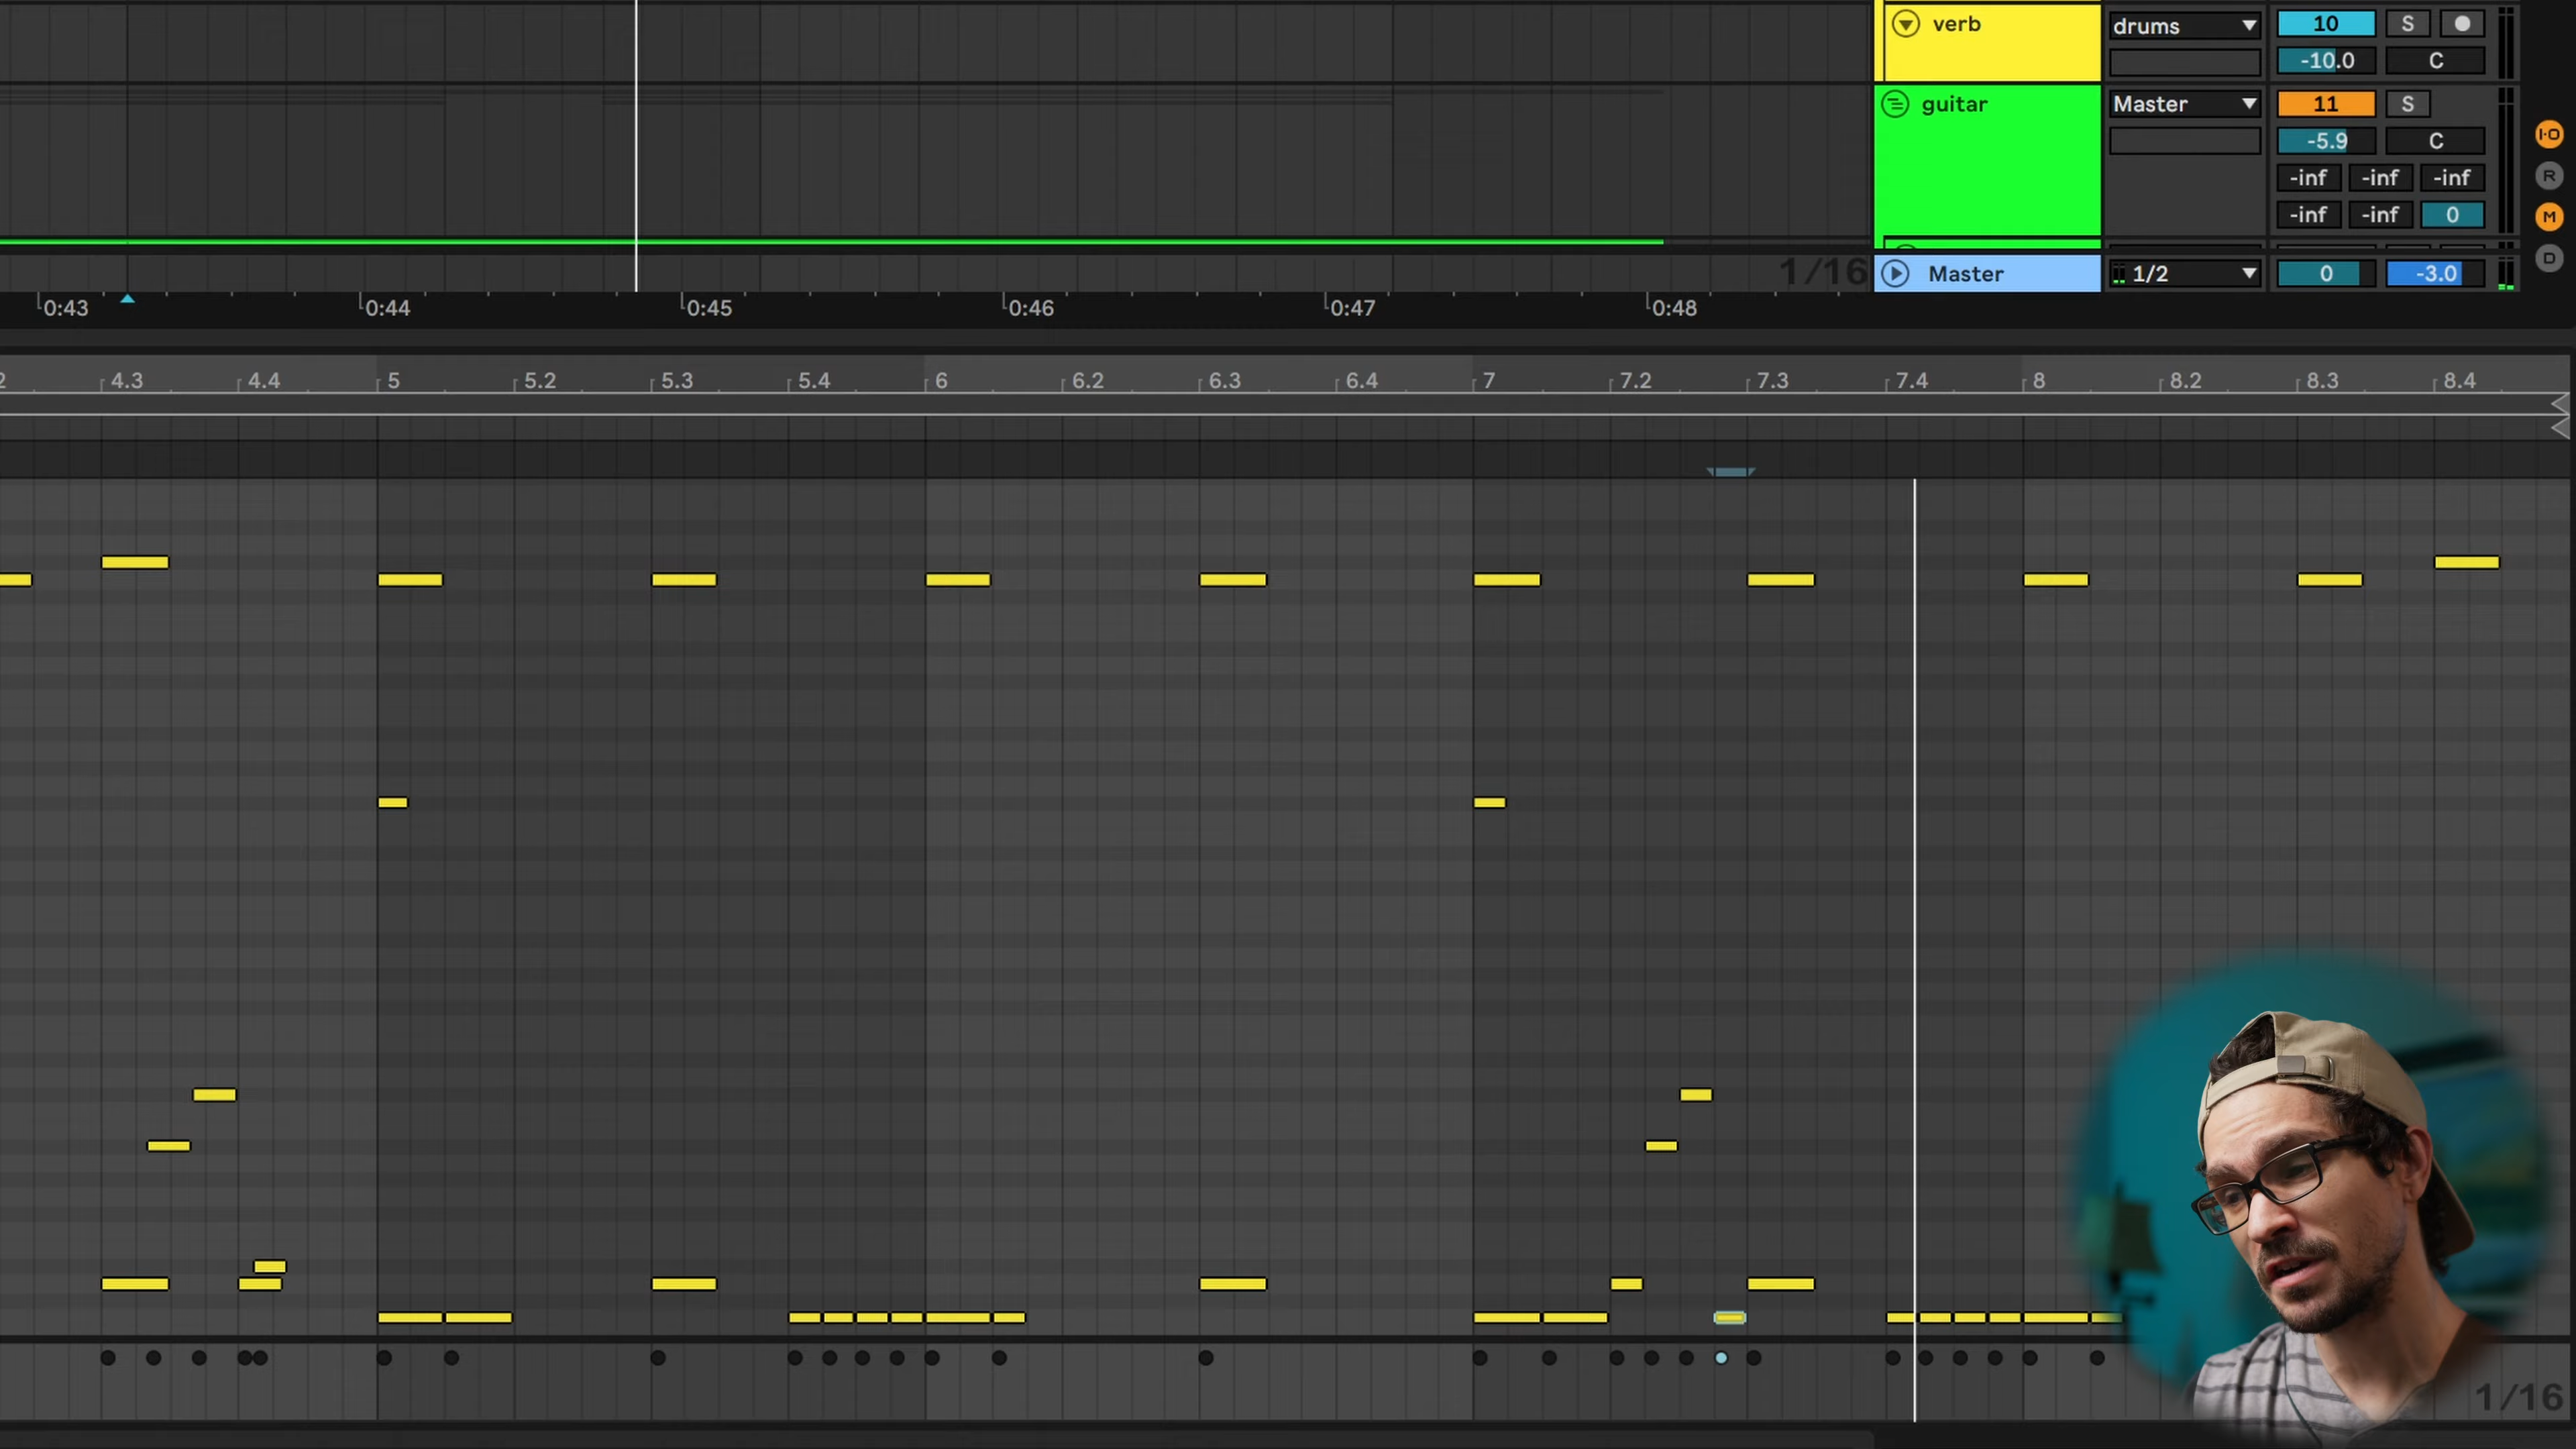 verb drums 10 S
-10.0 C
guitar Master 11 S
-5.9 C
-inf -inf -inf
-inf -inf 0
I·O
R
M
D
1/16 Master 1/2 0 -3.0
0:43 0:44 0:45 0:46 0:47 0:48
2 4.3 4.4 5 5.2 5.3 5.4 6 6.2 6.3 6.4 7 7.2 7.3 7.4 8 8.2 8.3 8.4
1/16